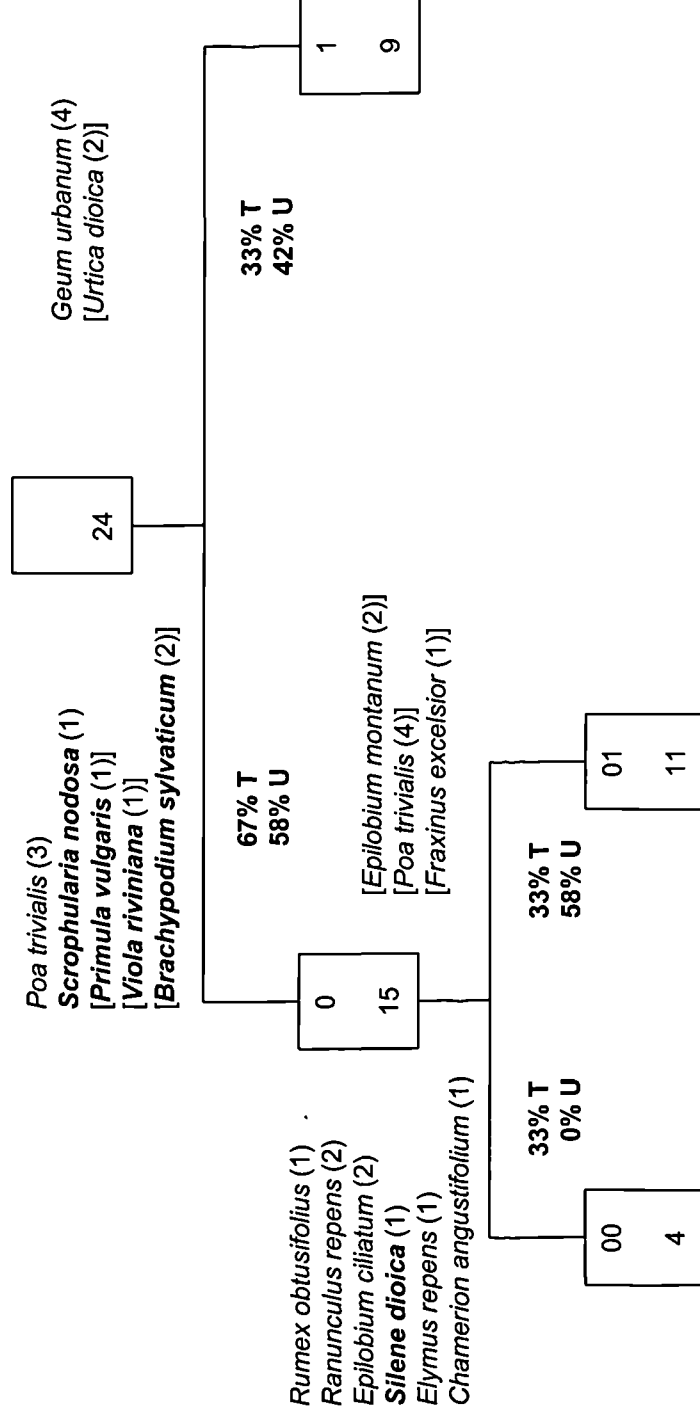 24
Poa trivialis (3)
Scrophularia nodosa (1)
[Primula vulgaris (1)]
[Viola riviniana (1)]
[Brachypodium sylvaticum (2)]
Geum urbanum (4)
[Urtica dioica (2)]
67% T
58% U
33% T
42% U
0
15
1
9
Rumex obtusifolius (1)
Ranunculus repens (2)
Epilobium ciliatum (2)
Silene dioica (1)
Elymus repens (1)
Chamerion angustifolium (1)
[Epilobium montanum (2)]
[Poa trivialis (4)]
[Fraxinus excelsior (1)]
33% T
0% U
33% T
58% U
00
4
01
11